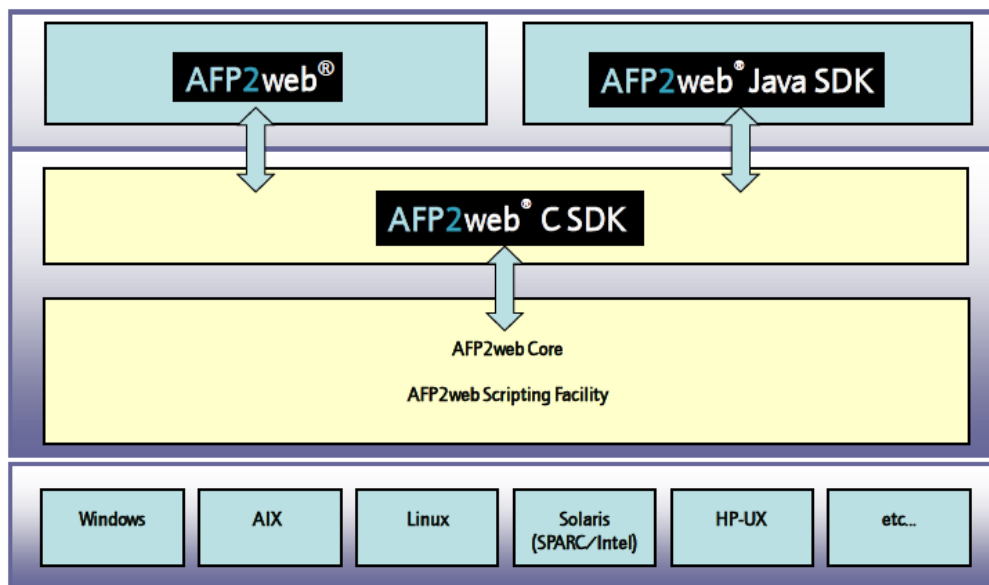 AFP2web®
AFP2web® Java SDK
AFP2web® C SDK
AFP2web Core
AFP2web Scripting Facility
Windows
AIX
Linux
Solaris
(SPARC/Intel)
HP-UX
etc...